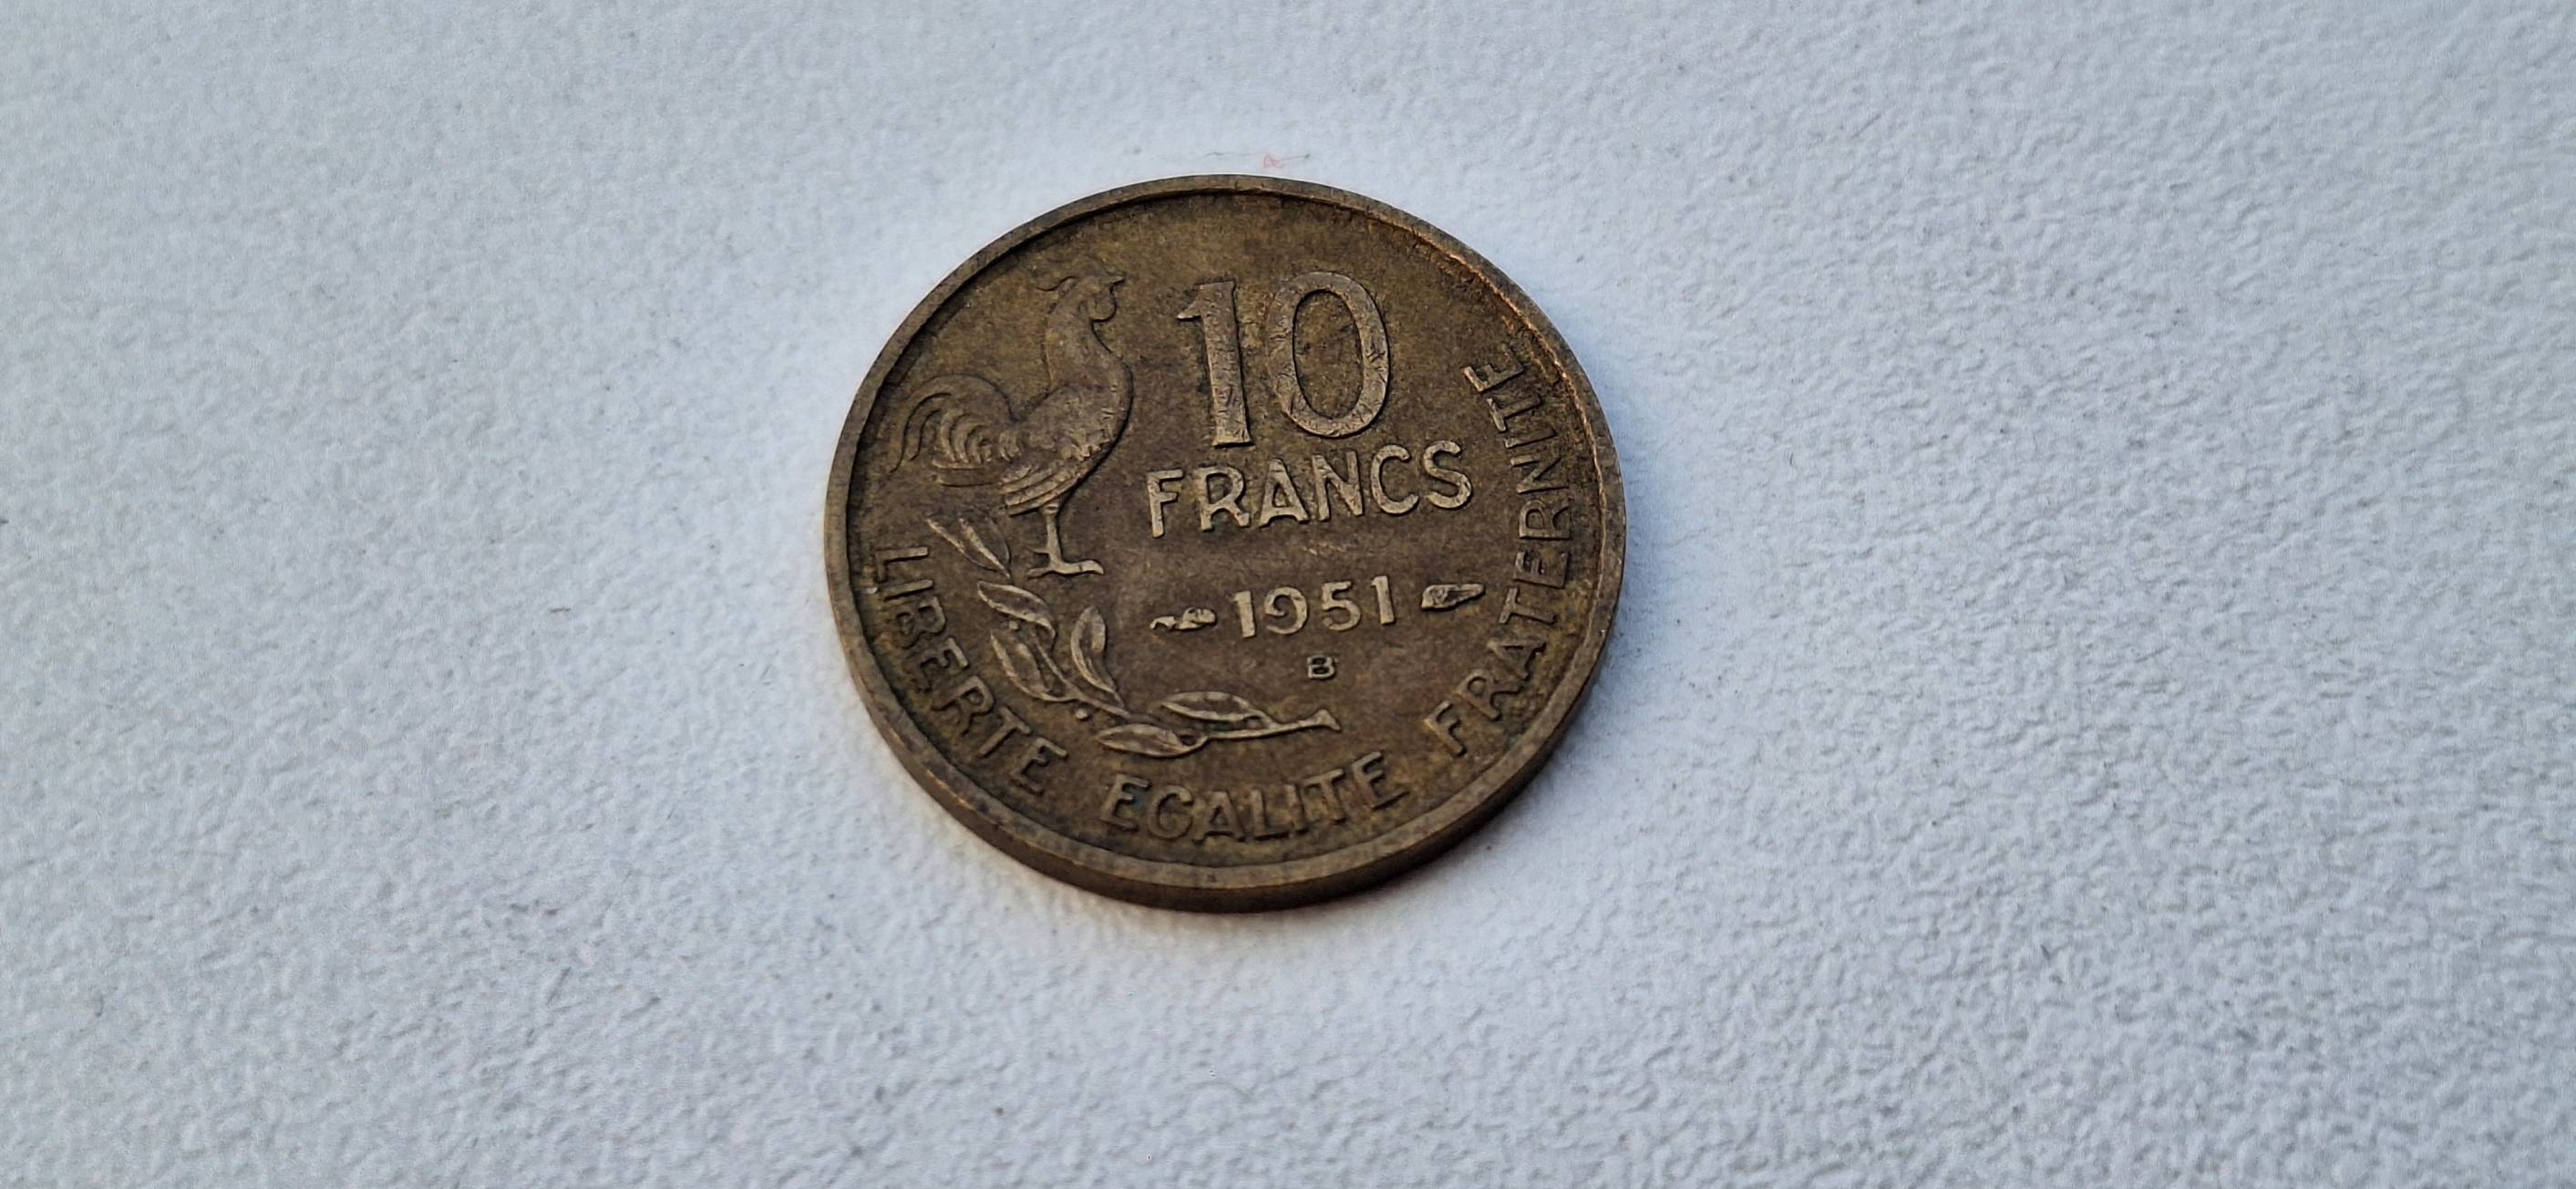 10
FRANCS
1951
B
LIBERTE EGALITE FRATERNITE